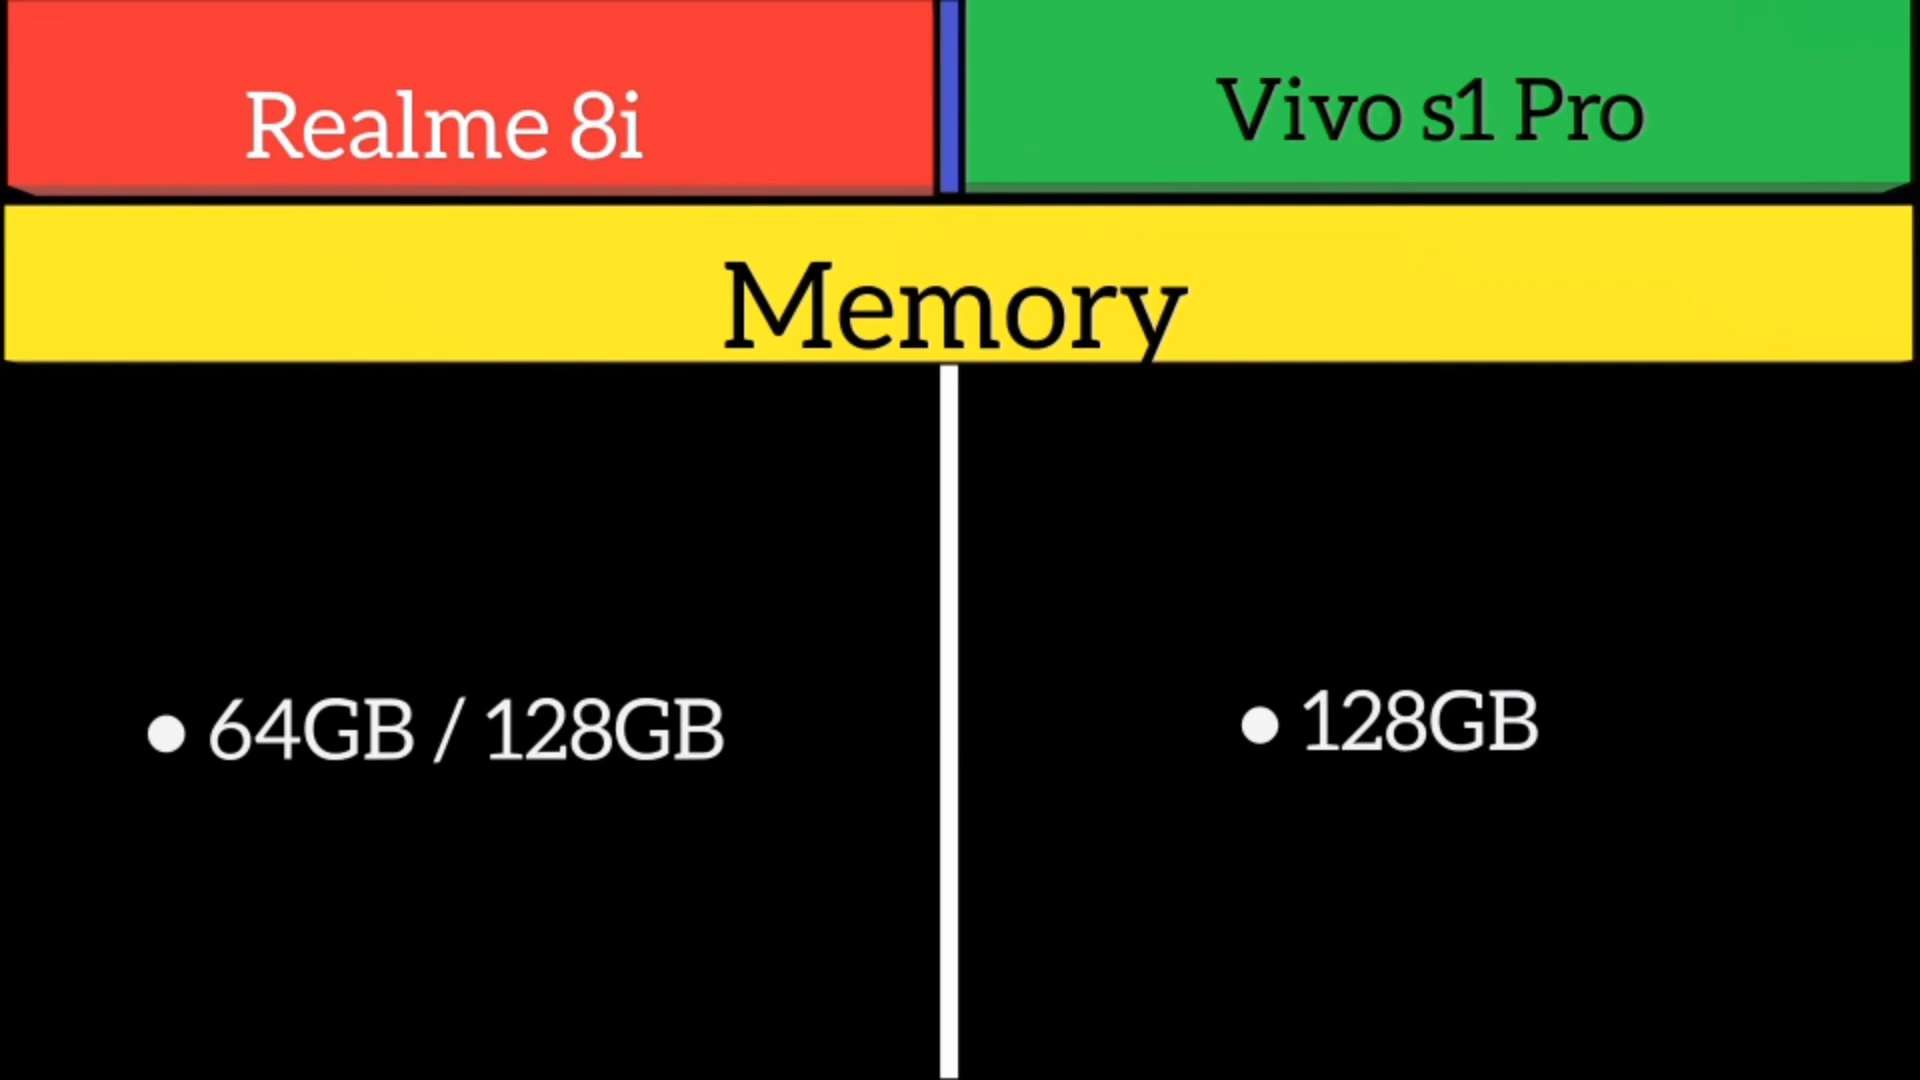 Realme 8i
Vivo s1 Pro
Memory
● 64GB / 128GB
● 128GB